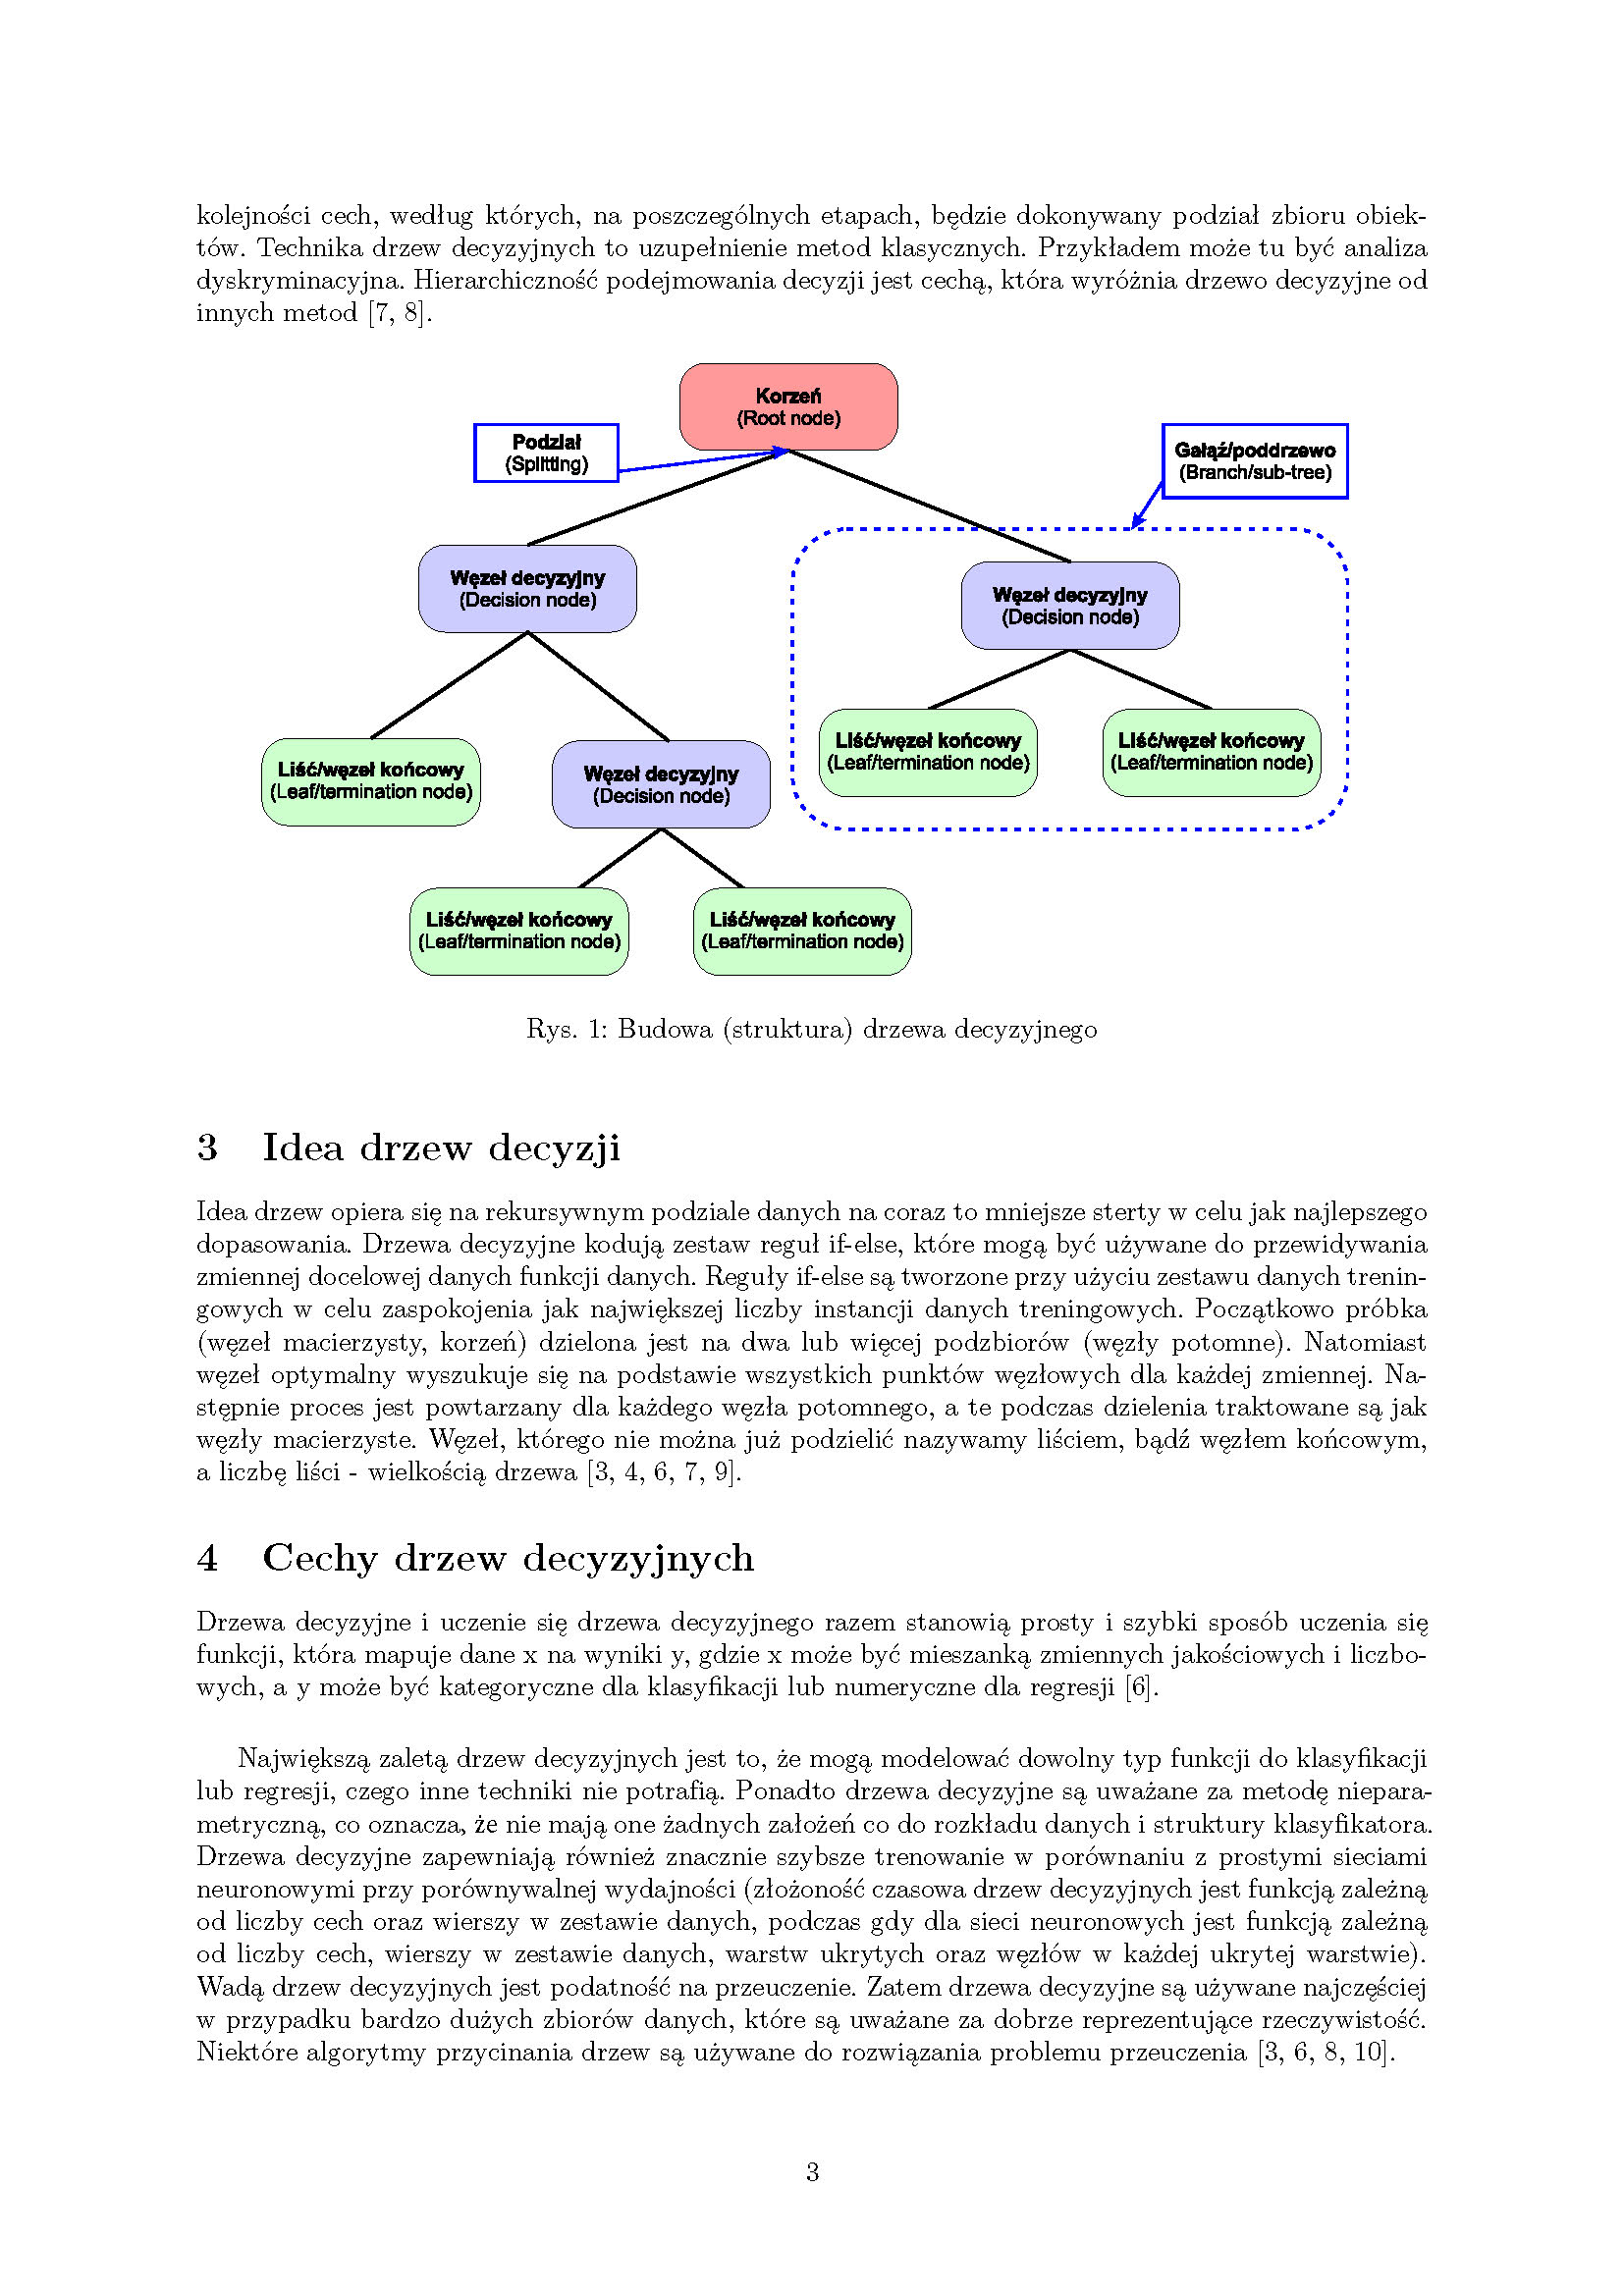 kolejności cech, według których, na poszczególnych etapach, będzie dokonywany podział zbioru obiek-
tów. Technika drzew decyzyjnych to uzupełnienie metod klasycznych. Przykładem może tu być analiza
dyskryminacyjna. Hierarchiczność podejmowania decyzji jest cechą, która wyróżnia drzewo decyzyjne od
innych metod [7, 8].
Korzeń
(Root node)
Podział
(Splitting)
Gałąź/poddrzewo
(Branch/sub-tree)
Węzeł decyzyjny
(Decision node)
Węzeł decyzyjny
(Decision node)
Liść/węzeł końcowy
(Leaf/termination node)
Węzeł decyzyjny
(Decision node)
Liść/węzeł końcowy
(Leaf/termination node)
Liść/węzeł końcowy
(Leaf/termination node)
Liść/węzeł końcowy
(Leaf/termination node)
Liść/węzeł końcowy
(Leaf/termination node)
Rys. 1: Budowa (struktura) drzewa decyzyjnego
3 Idea drzew decyzji
Idea drzew opiera się na rekursywnym podziale danych na coraz to mniejsze sterty w celu jak najlepszego
dopasowania. Drzewa decyzyjne kodują zestaw reguł if-else, które mogą być używane do przewidywania
zmiennej docelowej danych funkcji danych. Reguły if-else są tworzone przy użyciu zestawu danych trenin-
gowych w celu zaspokojenia jak największej liczby instancji danych treningowych. Początkowo próbka
(węzeł macierzysty, korzeń) dzielona jest na dwa lub więcej podzbiorów (węzły potomne). Natomiast
węzeł optymalny wyszukuje się na podstawie wszystkich punktów węzłowych dla każdej zmiennej. Na-
stępnie proces jest powtarzany dla każdego węzła potomnego, a te podczas dzielenia traktowane są jak
węzły macierzyste. Węzeł, którego nie można już podzielić nazywamy liściem, bądź węzłem końcowym,
a liczbę liści - wielkością drzewa [3, 4, 6, 7, 9].
4 Cechy drzew decyzyjnych
Drzewa decyzyjne i uczenie się drzewa decyzyjnego razem stanowią prosty i szybki sposób uczenia się
funkcji, która mapuje dane x na wyniki y, gdzie x może być mieszanką zmiennych jakościowych i liczbo-
wych, a y może być kategoryczne dla klasyfikacji lub numeryczne dla regresji [6].
Największą zaletą drzew decyzyjnych jest to, że mogą modelować dowolny typ funkcji do klasyfikacji
lub regresji, czego inne techniki nie potrafią. Ponadto drzewa decyzyjne są uważane za metodę niepara-
metryczną, co oznacza, że nie mają one żadnych założeń co do rozkładu danych i struktury klasyfikatora.
Drzewa decyzyjne zapewniają również znacznie szybsze trenowanie w porównaniu z prostymi sieciami
neuronowymi przy porównywalnej wydajności (złożoność czasowa drzew decyzyjnych jest funkcją zależną
od liczby cech oraz wierszy w zestawie danych, podczas gdy dla sieci neuronowych jest funkcją zależną
od liczby cech, wierszy w zestawie danych, warstw ukrytych oraz węzłów w każdej ukrytej warstwie).
Wadą drzew decyzyjnych jest podatność na przeuczenie. Zatem drzewa decyzyjne są używane najczęściej
w przypadku bardzo dużych zbiorów danych, które są uważane za dobrze reprezentujące rzeczywistość.
Niektóre algorytmy przycinania drzew są używane do rozwiązania problemu przeuczenia [3, 6, 8, 10].
3